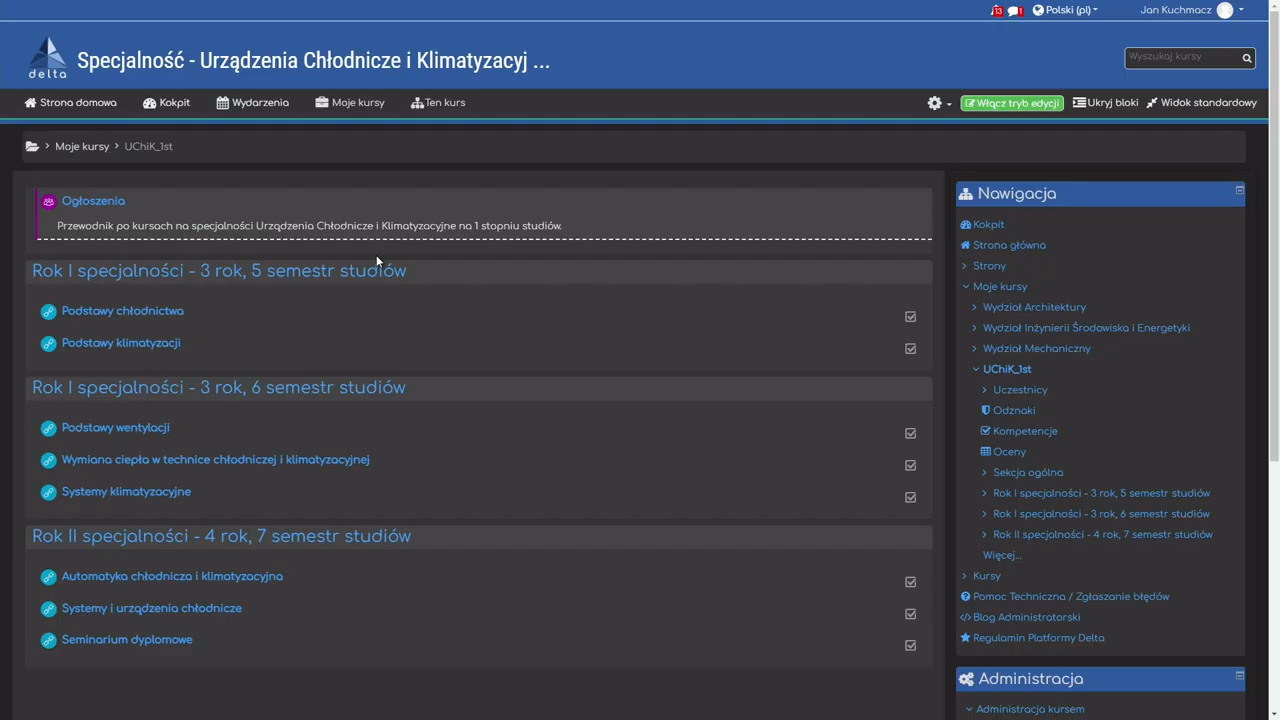 13 1 Polski (pl) Jan Kuchmacz
delta Specjalność - Urządzenia Chłodnicze i Klimatyzacyj ... Wyszukaj kursy
Strona domowa Kokpit Wydarzenia Moje kursy Ten kurs Włącz tryb edycji Ukryj bloki Widok standardowy
Moje kursy UChiK_1st
Ogłoszenia
Przewodnik po kursach na specjalności Urządzenia Chłodnicze i Klimatyzacyjne na 1 stopniu studiów.
Rok I specjalności - 3 rok, 5 semestr studiów
Podstawy chłodnictwa
Podstawy klimatyzacji
Rok I specjalności - 3 rok, 6 semestr studiów
Podstawy wentylacji
Wymiana ciepła w technice chłodniczej i klimatyzacyjnej
Systemy klimatyzacyjne
Rok II specjalności - 4 rok, 7 semestr studiów
Automatyka chłodnicza i klimatyzacyjna
Systemy i urządzenia chłodnicze
Seminarium dyplomowe
Nawigacja
Kokpit
Strona główna
Strony
Moje kursy
Wydział Architektury
Wydział Inżynierii Środowiska i Energetyki
Wydział Mechaniczny
UChiK_1st
Uczestnicy
Odznaki
Kompetencje
Oceny
Sekcja ogólna
Rok I specjalności - 3 rok, 5 semestr studiów
Rok I specjalności - 3 rok, 6 semestr studiów
Rok II specjalności - 4 rok, 7 semestr studiów
Więcej...
Kursy
Pomoc Techniczna / Zgłaszanie błędów
Blog Administratorski
Regulamin Platformy Delta
Administracja
Administracja kursem